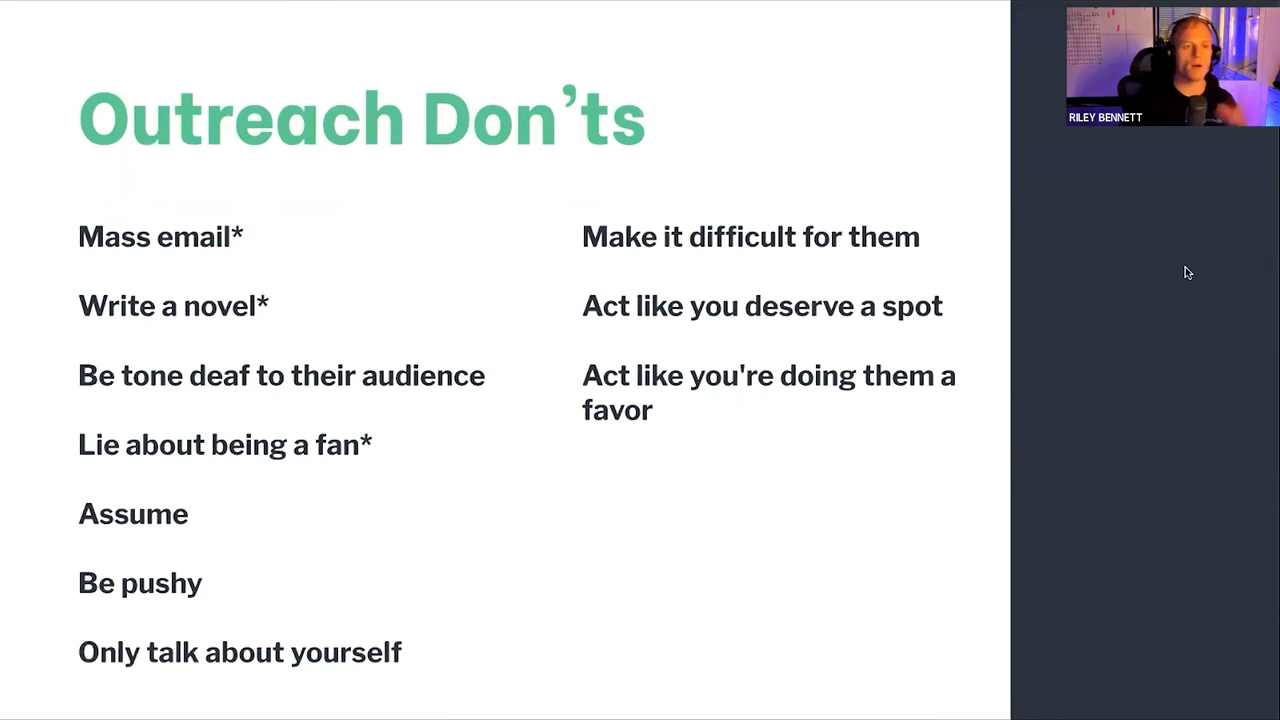 Outreach Don’ts
Mass email*
Write a novel*
Be tone deaf to their audience
Lie about being a fan*
Assume
Be pushy
Only talk about yourself
Make it difficult for them
Act like you deserve a spot
Act like you're doing them a
favor
RILEY BENNETT